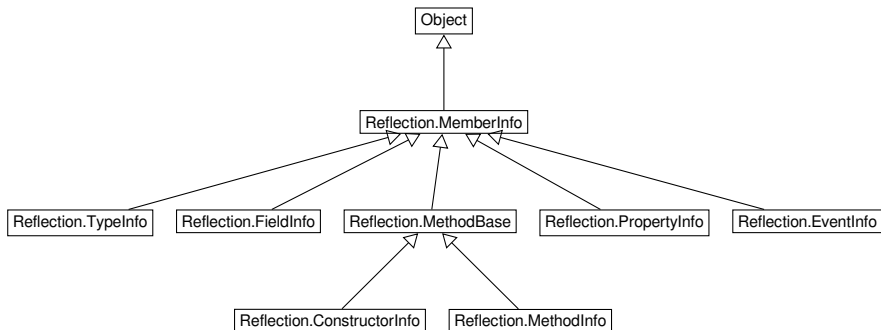 Object
Reflection.MemberInfo
Reflection.TypeInfo
Reflection.FieldInfo
Reflection.MethodBase
Reflection.PropertyInfo
Reflection.EventInfo
Reflection.ConstructorInfo
Reflection.MethodInfo